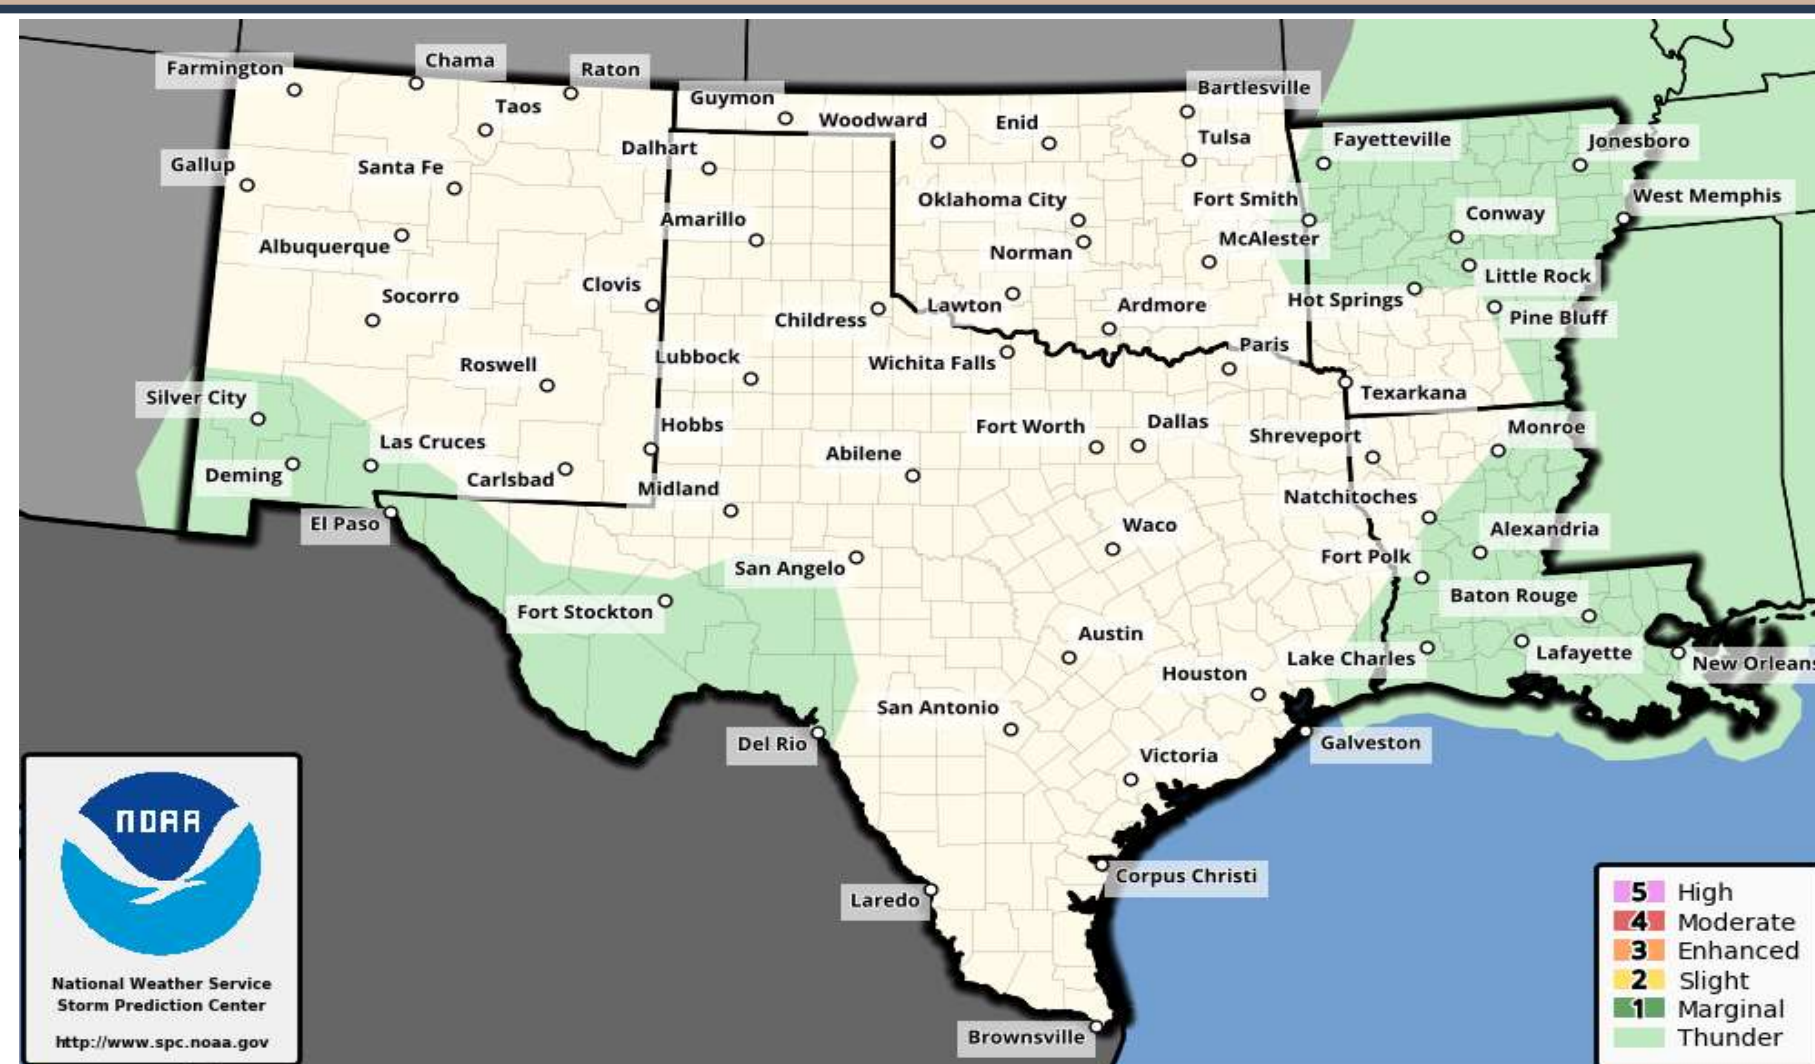 Farmington
Chama
Raton
Taos
Guymon
Woodward
Enid
Bartlesville
Tulsa
Fayetteville
Jonesboro
Gallup
Santa Fe
Dalhart
Oklahoma City
Fort Smith
West Memphis
Albuquerque
Amarillo
Norman
McAlester
Conway
Socorro
Clovis
Childress
Lawton
Ardmore
Hot Springs
Little Rock
Pine Bluff
Roswell
Lubbock
Wichita Falls
Paris
Silver City
Texarkana
Las Cruces
Hobbs
Abilene
Fort Worth
Dallas
Shreveport
Monroe
Deming
Carlsbad
Midland
Natchitoches
El Paso
Waco
Alexandria
San Angelo
Fort Polk
Fort Stockton
Baton Rouge
Austin
Lake Charles
Lafayette
New Orleans
Houston
San Antonio
Del Rio
Victoria
Galveston
Corpus Christi
Laredo
Brownsville
NOAA
National Weather Service
Storm Prediction Center
http://www.spc.noaa.gov
5 High
4 Moderate
3 Enhanced
2 Slight
1 Marginal
Thunder